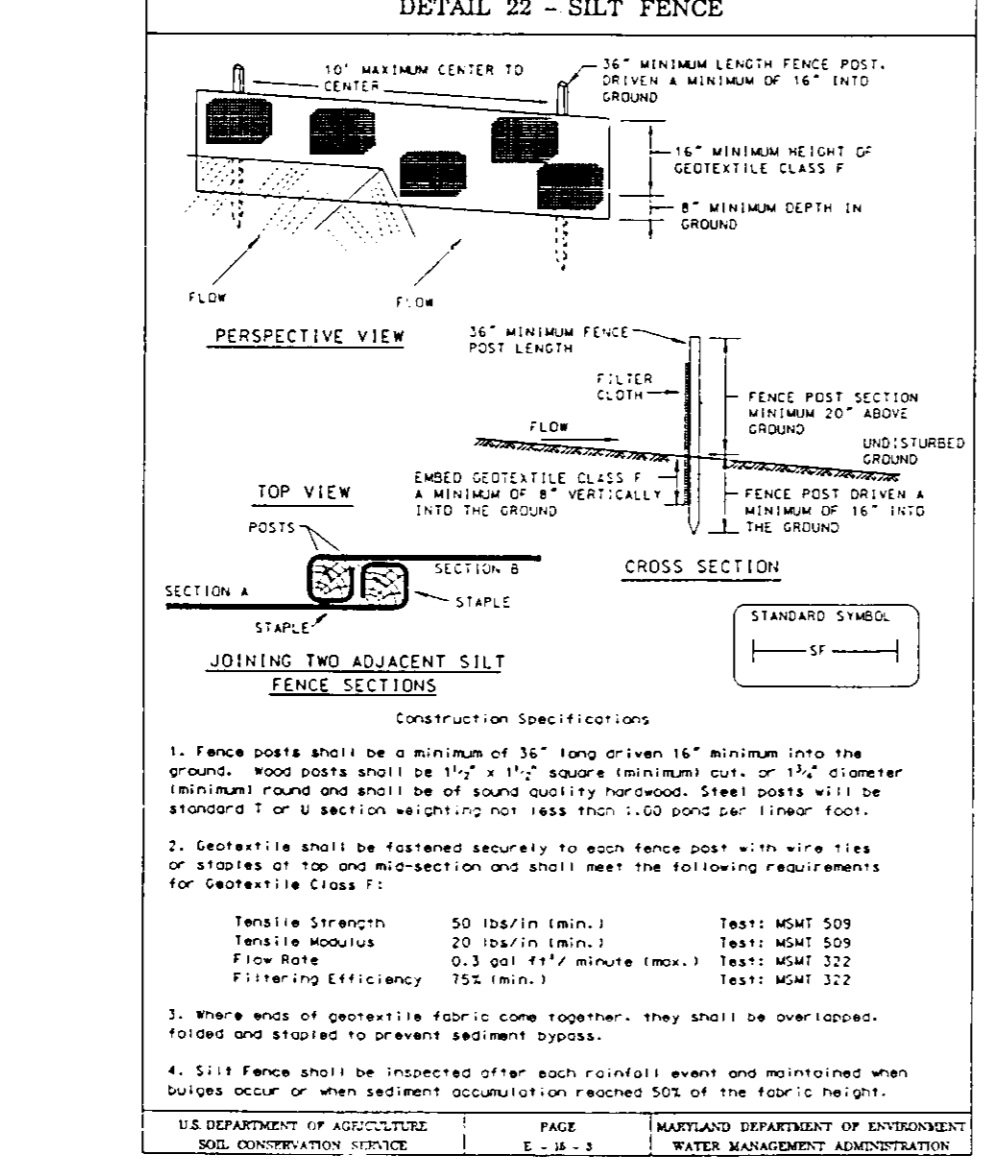 DETAIL 22 - SILT FENCE
10' MAXIMUM CENTER TO
CENTER
36" MINIMUM LENGTH FENCE POST,
DRIVEN A MINIMUM OF 16" INTO
GROUND
16" MINIMUM HEIGHT OF
GEOTEXTILE CLASS F
8" MINIMUM DEPTH IN
GROUND
FLOW
FLOW
PERSPECTIVE VIEW
36" MINIMUM FENCE
POST LENGTH
FILTER
CLOTH
FENCE POST SECTION
MINIMUM 20" ABOVE
GROUND
FLOW
UNDISTURBED
GROUND
EMBED GEOTEXTILE CLASS F
A MINIMUM OF 8" VERTICALLY
INTO THE GROUND
FENCE POST DRIVEN A
MINIMUM OF 16" INTO
THE GROUND
CROSS SECTION
TOP VIEW
POSTS
SECTION B
SECTION A
STAPLE
STAPLE
JOINING TWO ADJACENT SILT
FENCE SECTIONS
STANDARD SYMBOL
SF
Construction Specifications
1. Fence posts shall be a minimum of 36" long driven 16" minimum into the
ground. Wood posts shall be 1 1/2" x 1 1/2" square (minimum) cut, or 1 3/4" diameter
(minimum) round and shall be of sound quality hardwood. Steel posts will be
standard T or U section weighting not less than 1.00 pond per linear foot.
2. Geotextile shall be fastened securely to each fence post with wire ties
or staples at top and mid-section and shall meet the following requirements
for Geotextile Class F:
Tensile Strength 50 lbs/in (min.) Test: MSMT 509
Tensile Modulus 20 lbs/in (min.) Test: MSMT 509
Flow Rate 0.3 gal ft²/ minute (max.) Test: MSMT 322
Filtering Efficiency 75% (min.) Test: MSMT 322
3. Where ends of geotextile fabric come together, they shall be overlapped,
folded and stapled to prevent sediment bypass.
4. Silt Fence shall be inspected after each rainfall event and maintained when
bulges occur or when sediment accumulation reached 50% of the fabric height.
U.S. DEPARTMENT OF AGRICULTURE
SOIL CONSERVATION SERVICE
PAGE
MARYLAND DEPARTMENT OF ENVIRONMENT
WATER MANAGEMENT ADMINISTRATION